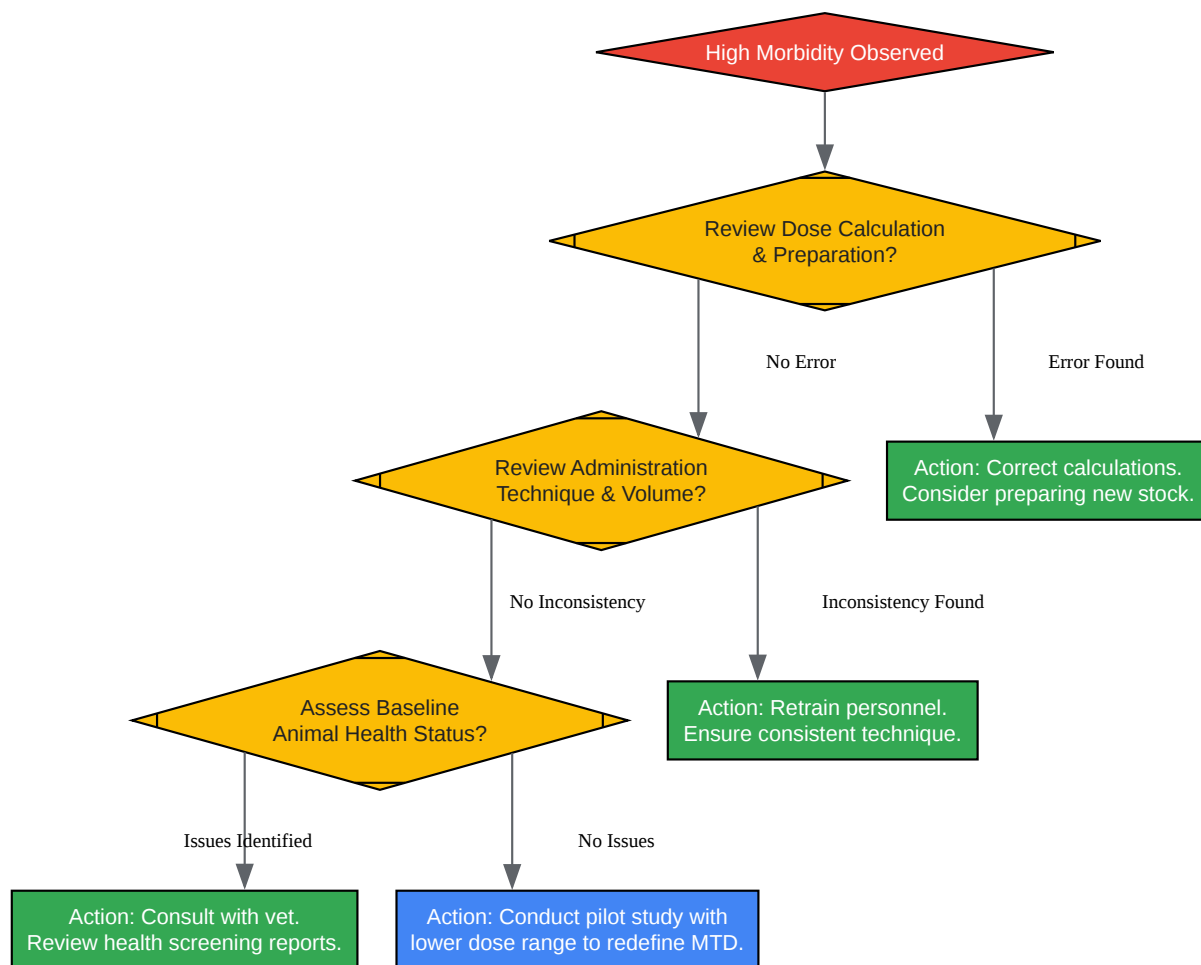 High Morbidity Observed
Review Dose Calculation
& Preparation?
No Error
Error Found
Review Administration
Technique & Volume?
Action: Correct calculations.
Consider preparing new stock.
No Inconsistency
Inconsistency Found
Assess Baseline
Animal Health Status?
Action: Retrain personnel.
Ensure consistent technique.
Issues Identified
No Issues
Action: Consult with vet.
Review health screening reports.
Action: Conduct pilot study with
lower dose range to redefine MTD.